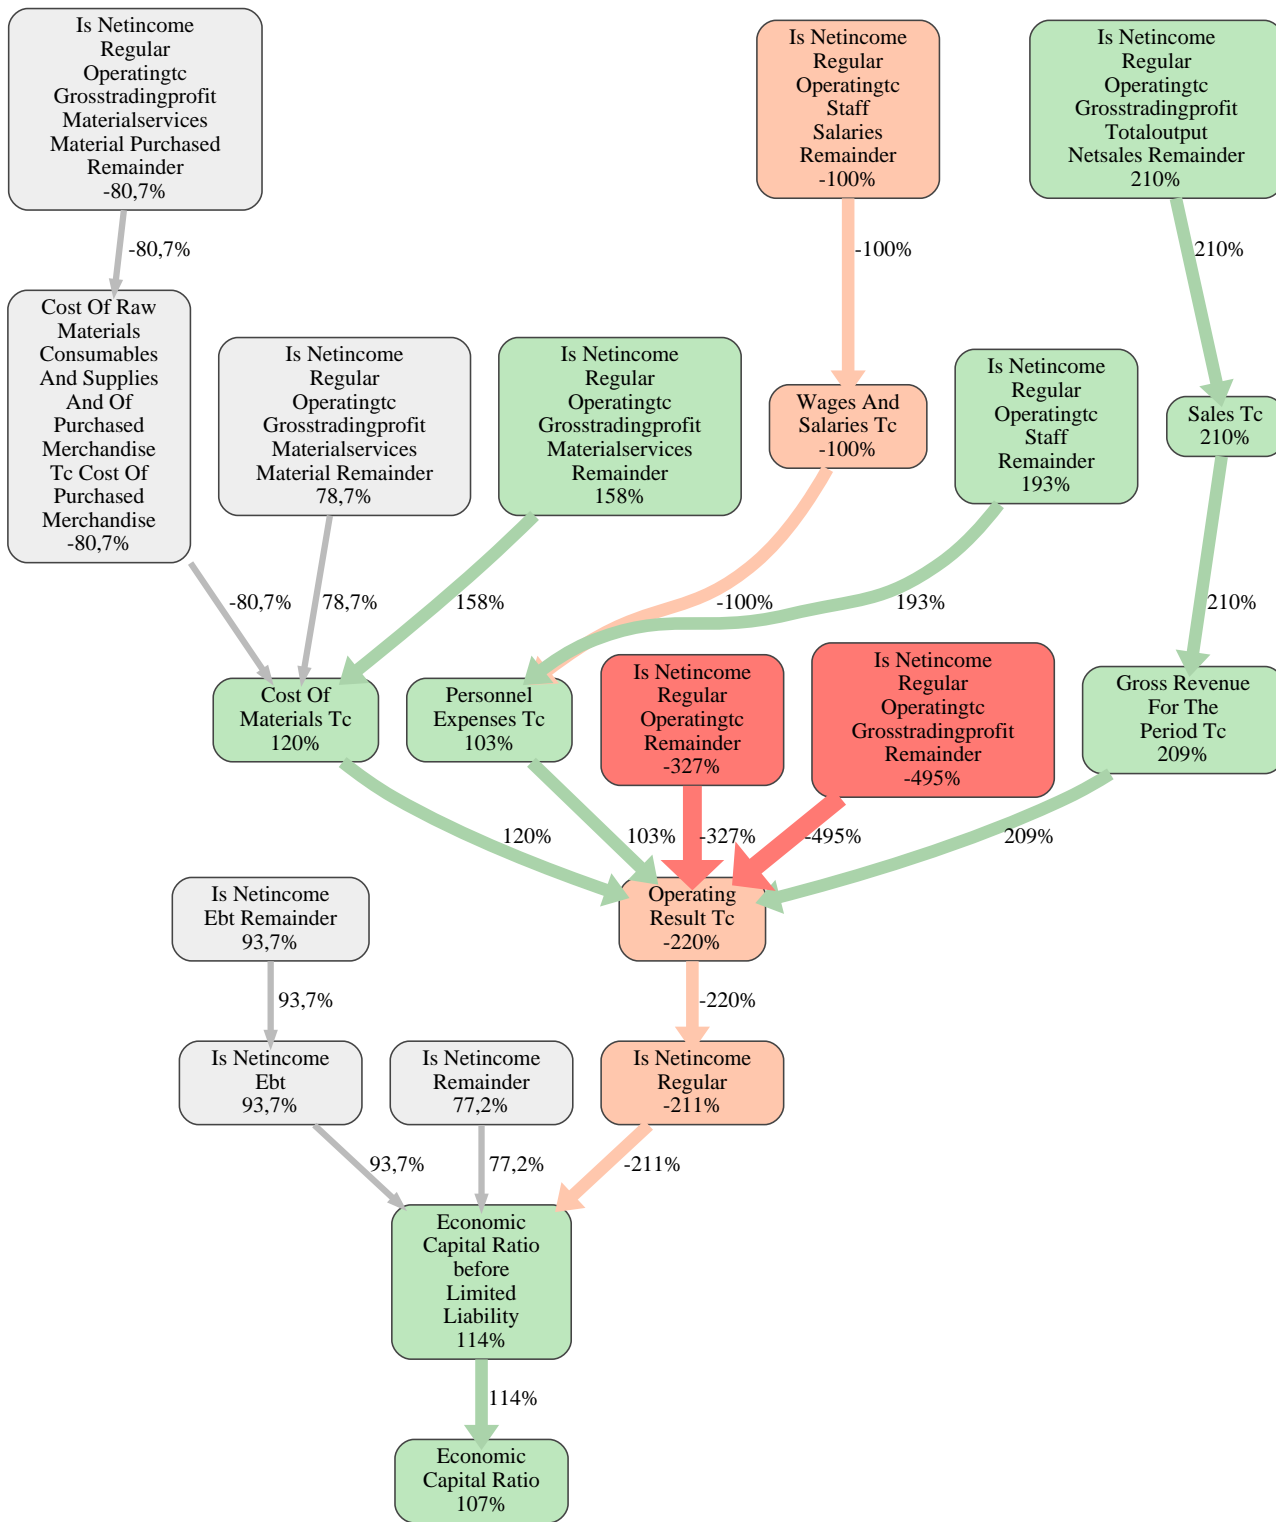 Is Netincome
Regular
Operatingtc
Grosstradingprofit
Materialservices
Material Purchased
Remainder
-80,7%
Is Netincome
Regular
Operatingtc
Staff
Salaries
Remainder
-100%
Is Netincome
Regular
Operatingtc
Grosstradingprofit
Totaloutput
Netsales Remainder
210%
-80,7%
-100%
210%
Cost Of Raw
Materials
Consumables
And Supplies
And Of
Purchased
Merchandise
Tc Cost Of
Purchased
Merchandise
-80,7%
Is Netincome
Regular
Operatingtc
Grosstradingprofit
Materialservices
Material Remainder
78,7%
Is Netincome
Regular
Operatingtc
Grosstradingprofit
Materialservices
Remainder
158%
Wages And
Salaries Tc
-100%
Is Netincome
Regular
Operatingtc
Staff
Remainder
193%
Sales Tc
210%
-80,7%
78,7%
158%
-100%
193%
210%
Cost Of
Materials Tc
120%
Personnel
Expenses Tc
103%
Is Netincome
Regular
Operatingtc
Remainder
-327%
Is Netincome
Regular
Operatingtc
Grosstradingprofit
Remainder
-495%
Gross Revenue
For The
Period Tc
209%
120%
103%
-327%
-495%
209%
Is Netincome
Ebt Remainder
93,7%
Operating
Result Tc
-220%
93,7%
-220%
Is Netincome
Ebt
93,7%
Is Netincome
Remainder
77,2%
Is Netincome
Regular
-211%
93,7%
77,2%
-211%
Economic
Capital Ratio
before
Limited
Liability
114%
114%
Economic
Capital Ratio
107%